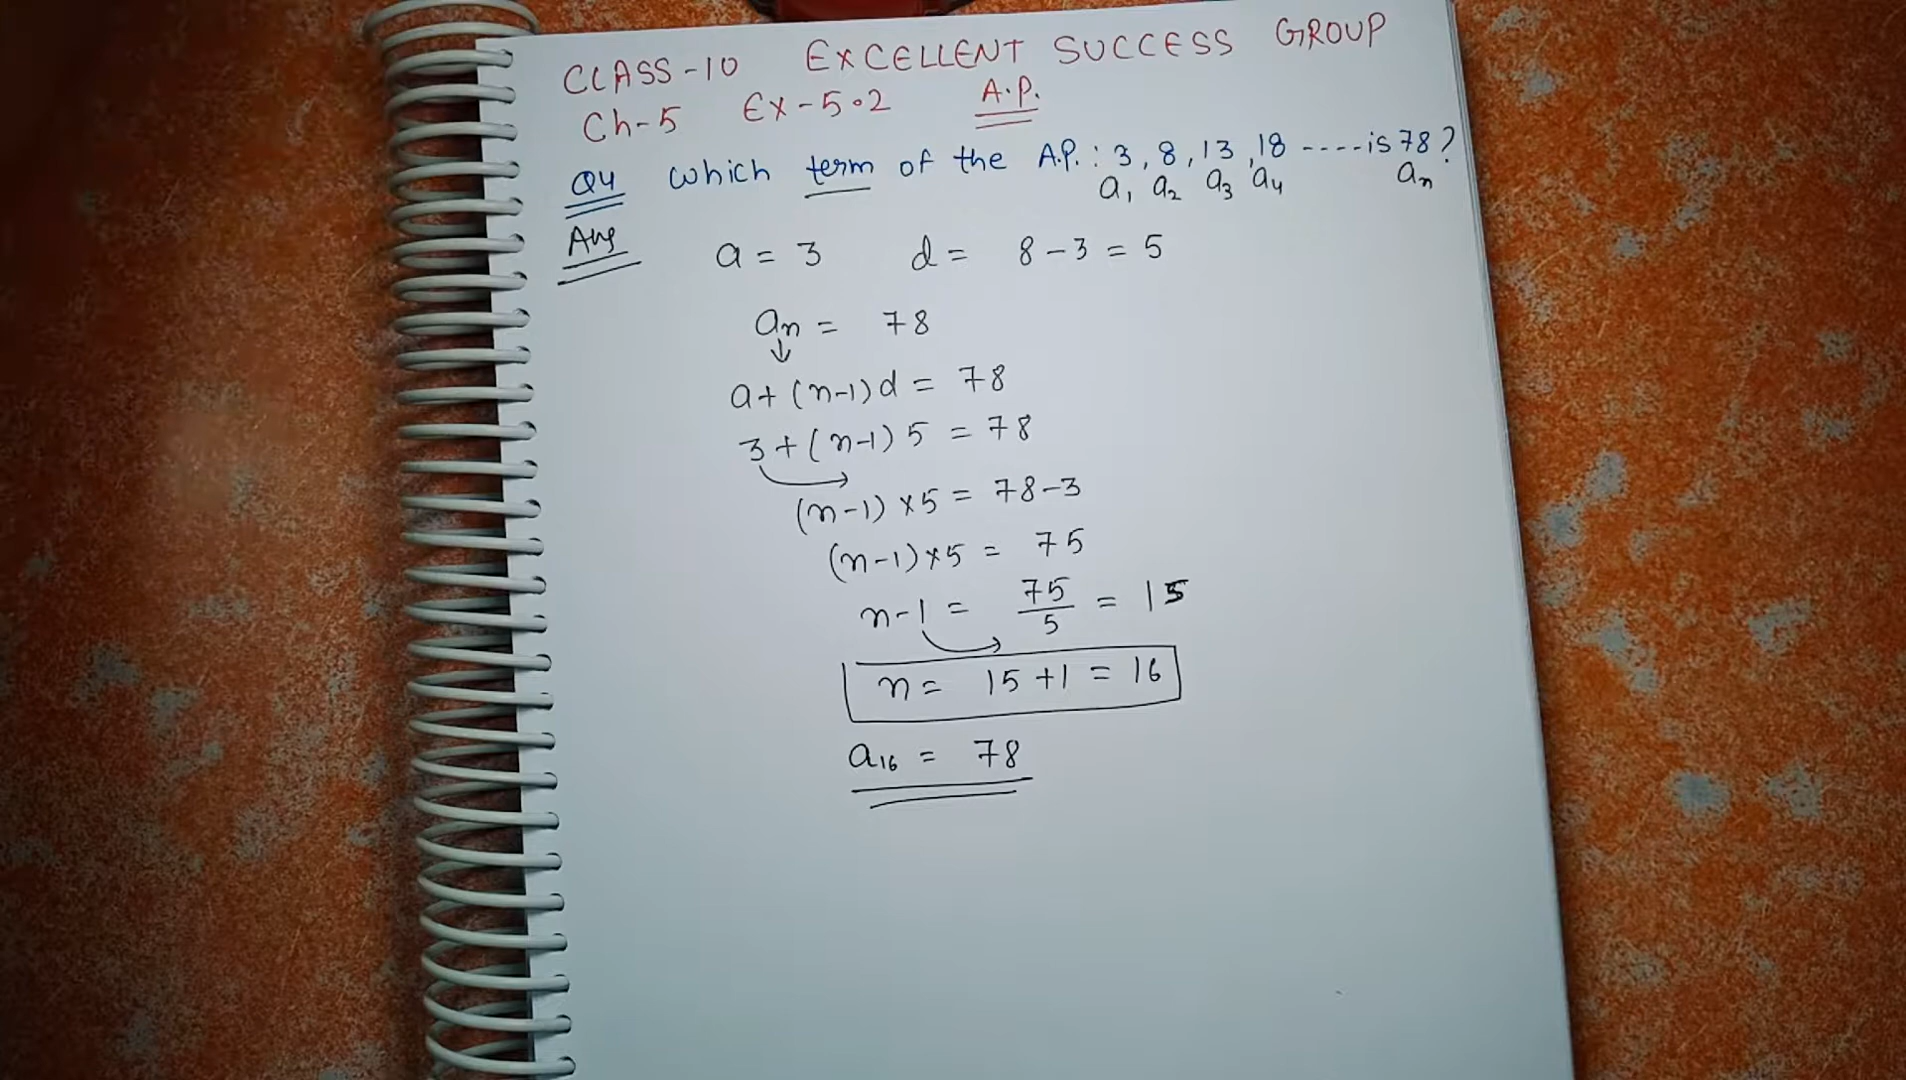 CLASS-10 EXCELLENT SUCCESS GROUP
Ch-5 Ex-5.2 A.P.
Q4 Which term of the A.P.: 3, 8, 13, 18 ----is 78?
a₁ a₂ a₃ a₄ aₙ
Ans a = 3 d = 8-3 = 5
aₙ = 78
↓
a+(n-1)d = 78
3+(n-1)5 = 78
(n-1)×5 = 78-3
(n-1)×5 = 75
n-1 = 75/5 = 15
n = 15+1 = 16
a₁₆ = 78